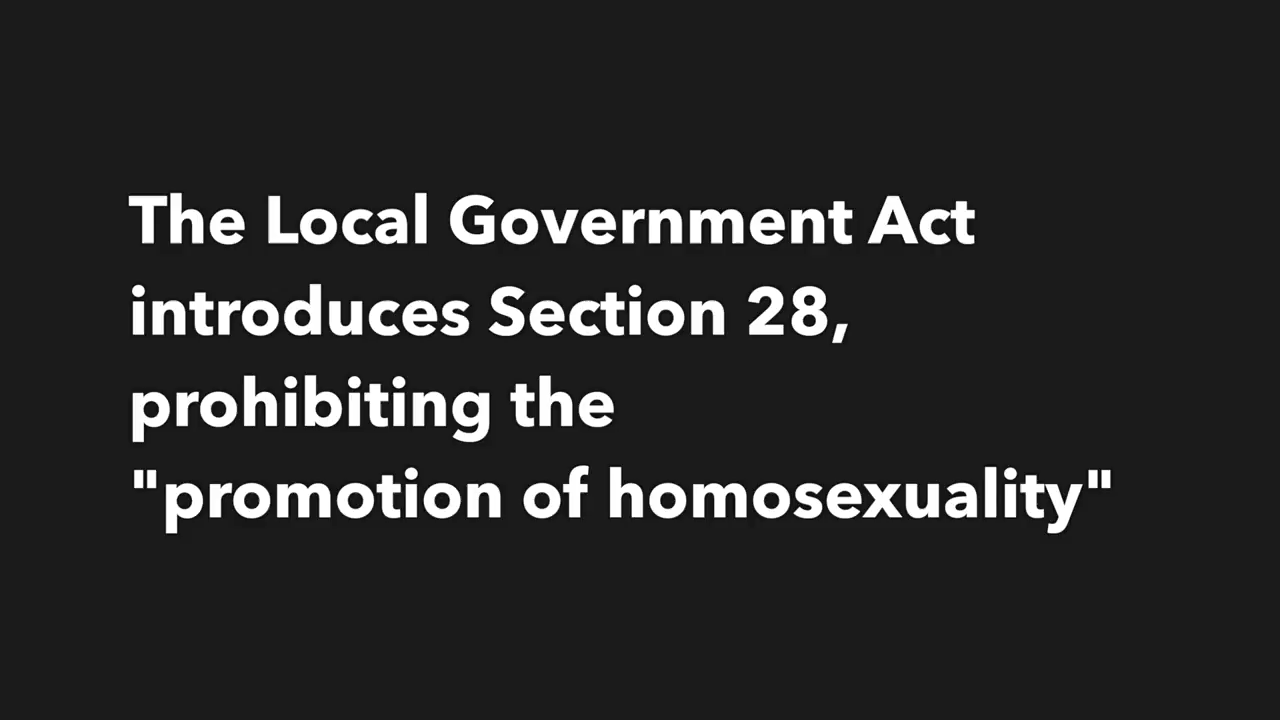 The Local Government Act
introduces Section 28,
prohibiting the
"promotion of homosexuality"